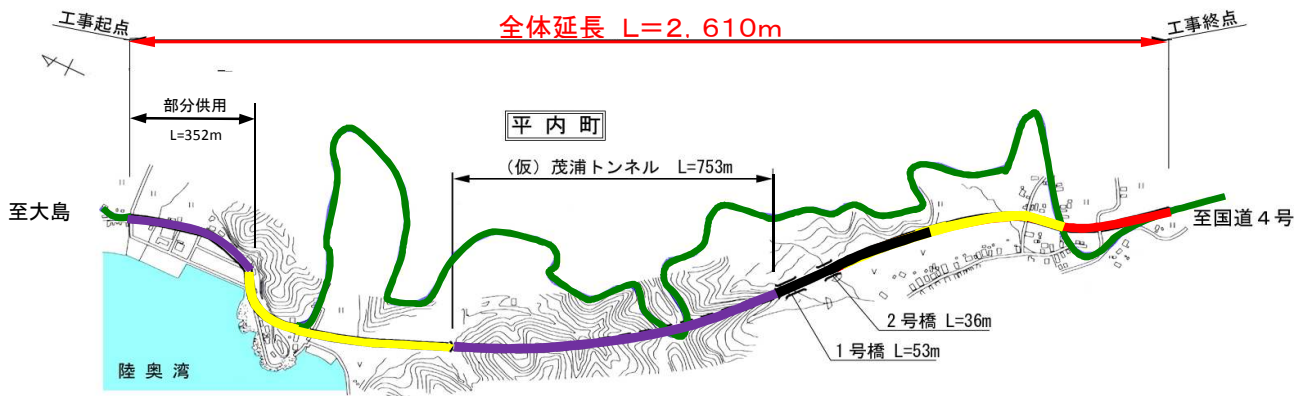 工事起点
全体延長 L=2,610m
工事終点
部分供用
L=352m
平内町
(仮)茂浦トンネル L=753m
至大島
至国道4号
2号橋 L=36m
1号橋 L=53m
陸奥湾